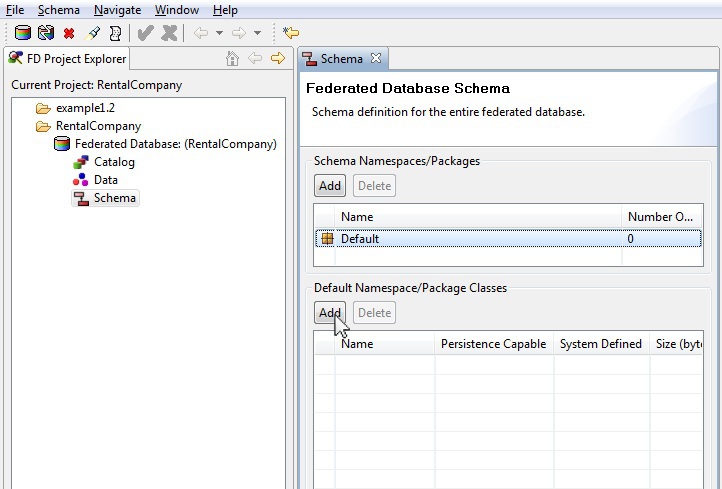 File Schema Navigate Window Help
FD Project Explorer
Current Project: RentalCompany
example1.2
RentalCompany
Federated Database: (RentalCompany)
Catalog
Data
Schema
Schema
Federated Database Schema
Schema definition for the entire federated database.
Schema Namespaces/Packages
Add Delete
Name Number O...
Default 0
Default Namespace/Package Classes
Add Delete
Name Persistence Capable System Defined Size (byte